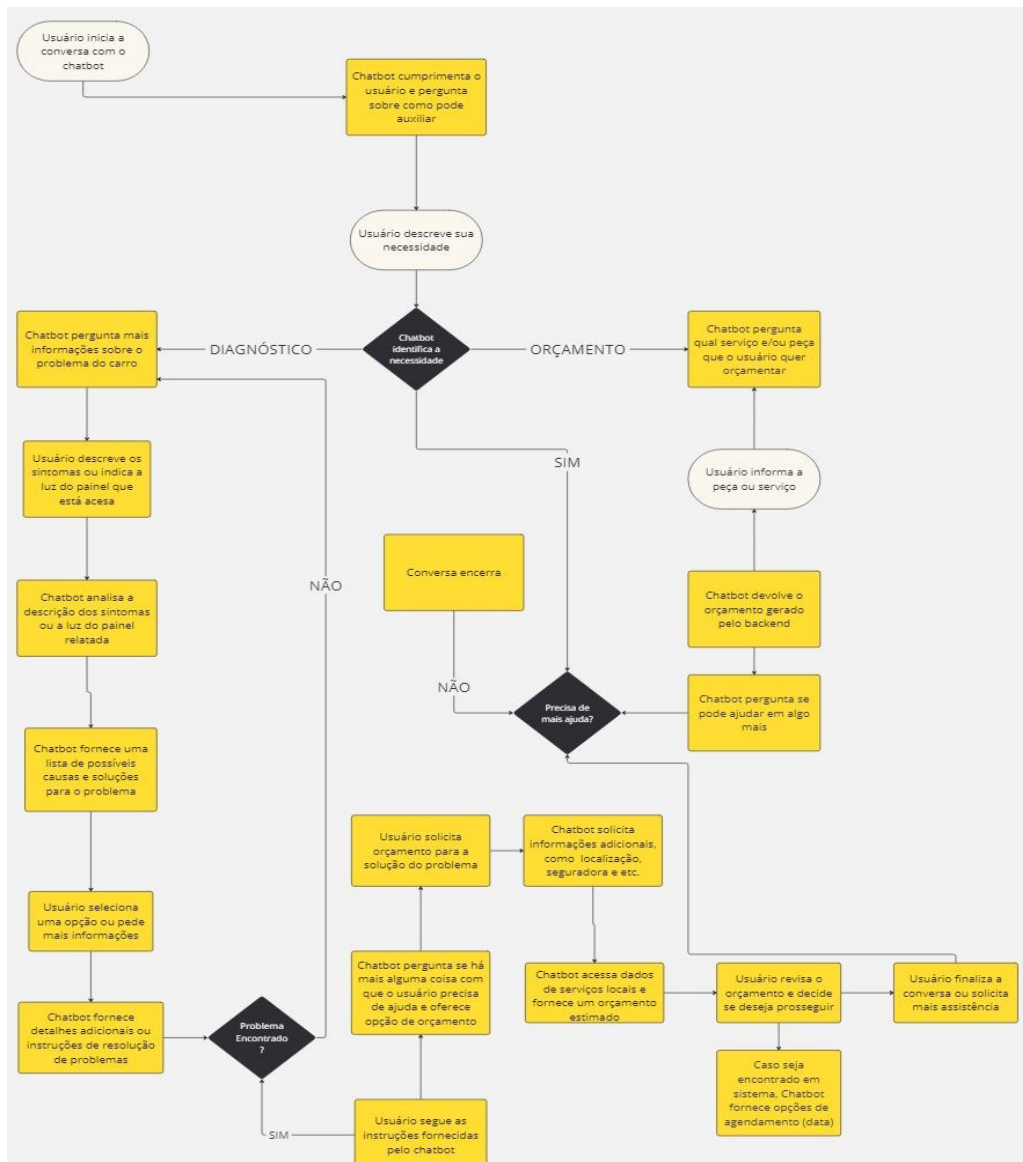 Usuário inicia a
conversa com o
chatbot
Chatbot cumprimenta o
usuário e pergunta
sobre como pode
auxiliar
Usuário descreve sua
necessidade
Chatbot
identifica a
necessidade
DIAGNÓSTICO
ORÇAMENTO
SIM
Chatbot pergunta mais
informações sobre o
problema do carro
Usuário descreve os
sintomas ou indica a
luz do painel que
está acesa
Chatbot analisa a
descrição dos sintomas
ou a luz do painel
relatada
Chatbot fornece uma
lista de possíveis
causas e soluções
para o problema
Usuário seleciona
uma opção ou pede
mais informações
Chatbot fornece
detalhes adicionais ou
instruções de resolução
de problemas
Problema
Encontrado
?
NÃO
SIM
Usuário segue as
instruções fornecidas
pelo chatbot
Chatbot pergunta se há
mais alguma coisa com
que o usuário precisa
de ajuda e oferece
opção de orçamento
Usuário solicita
orçamento para a
solução do problema
Chatbot solicita
informações adicionais,
como localização,
seguradora e etc.
Chatbot acessa dados
de serviços locais e
fornece um orçamento
estimado
Usuário revisa o
orçamento e decide
se deseja prosseguir
Caso seja
encontrado em
sistema, Chatbot
fornece opções de
agendamento (data)
Usuário finaliza a
conversa ou solicita
mais assistência
Chatbot pergunta
qual serviço e/ou peça
que o usuário quer
orçamentar
Usuário informa a
peça ou serviço
Chatbot devolve o
orçamento gerado
pelo backend
Chatbot pergunta se
pode ajudar em algo
mais
Precisa de
mais ajuda?
NÃO
Conversa encerra